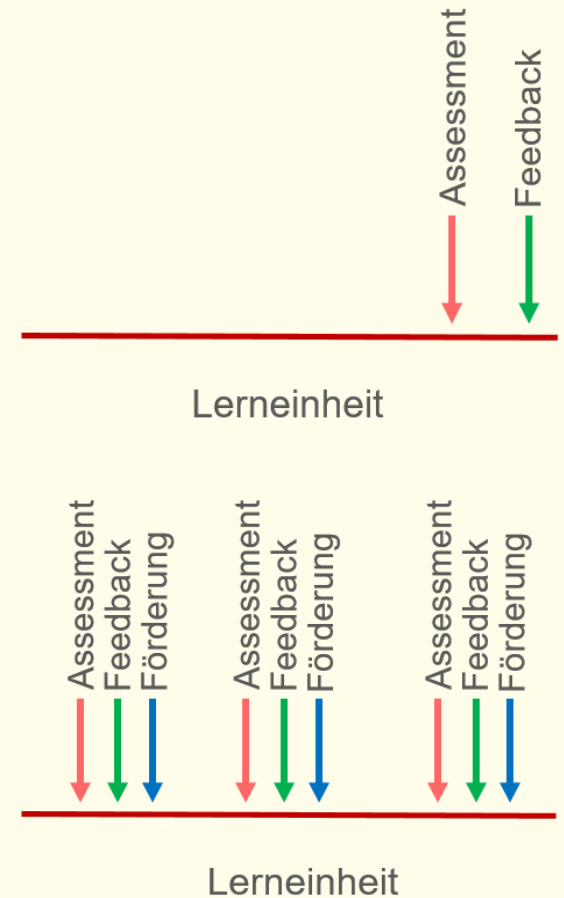 Assessment
Feedback
Lerneinheit
Assessment
Feedback
Förderung
Assessment
Feedback
Förderung
Assessment
Feedback
Förderung
Lerneinheit